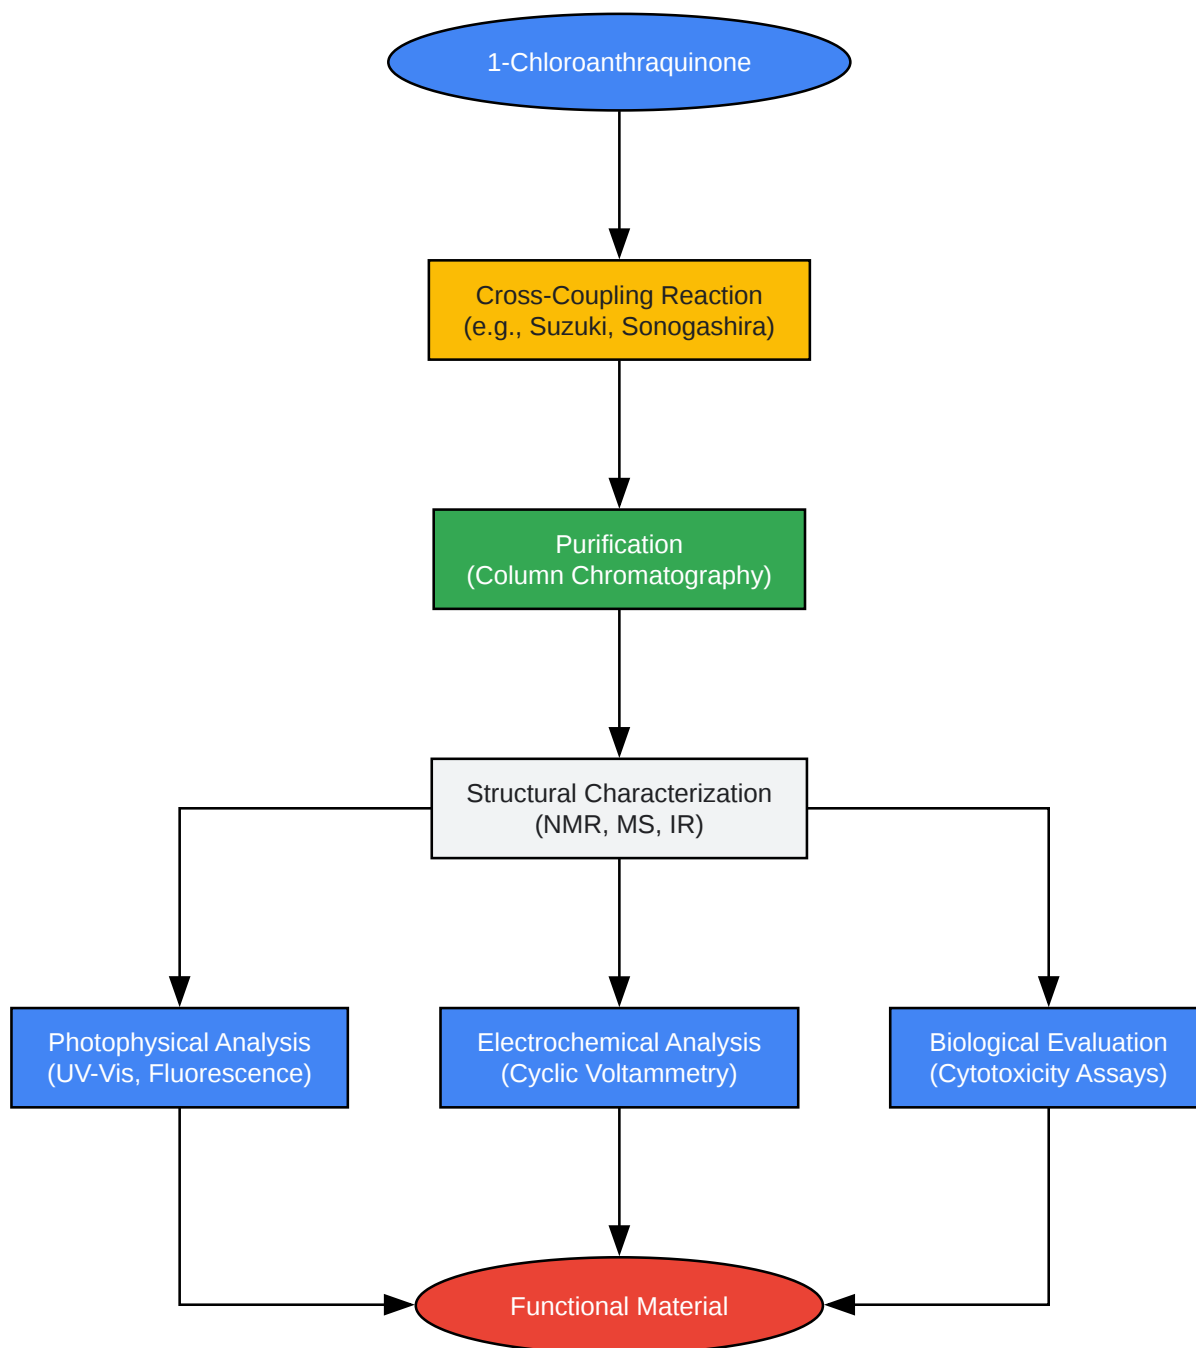 1-Chloroanthraquinone
Cross-Coupling Reaction
(e.g., Suzuki, Sonogashira)
Purification
(Column Chromatography)
Structural Characterization
(NMR, MS, IR)
Photophysical Analysis
(UV-Vis, Fluorescence)
Electrochemical Analysis
(Cyclic Voltammetry)
Biological Evaluation
(Cytotoxicity Assays)
Functional Material